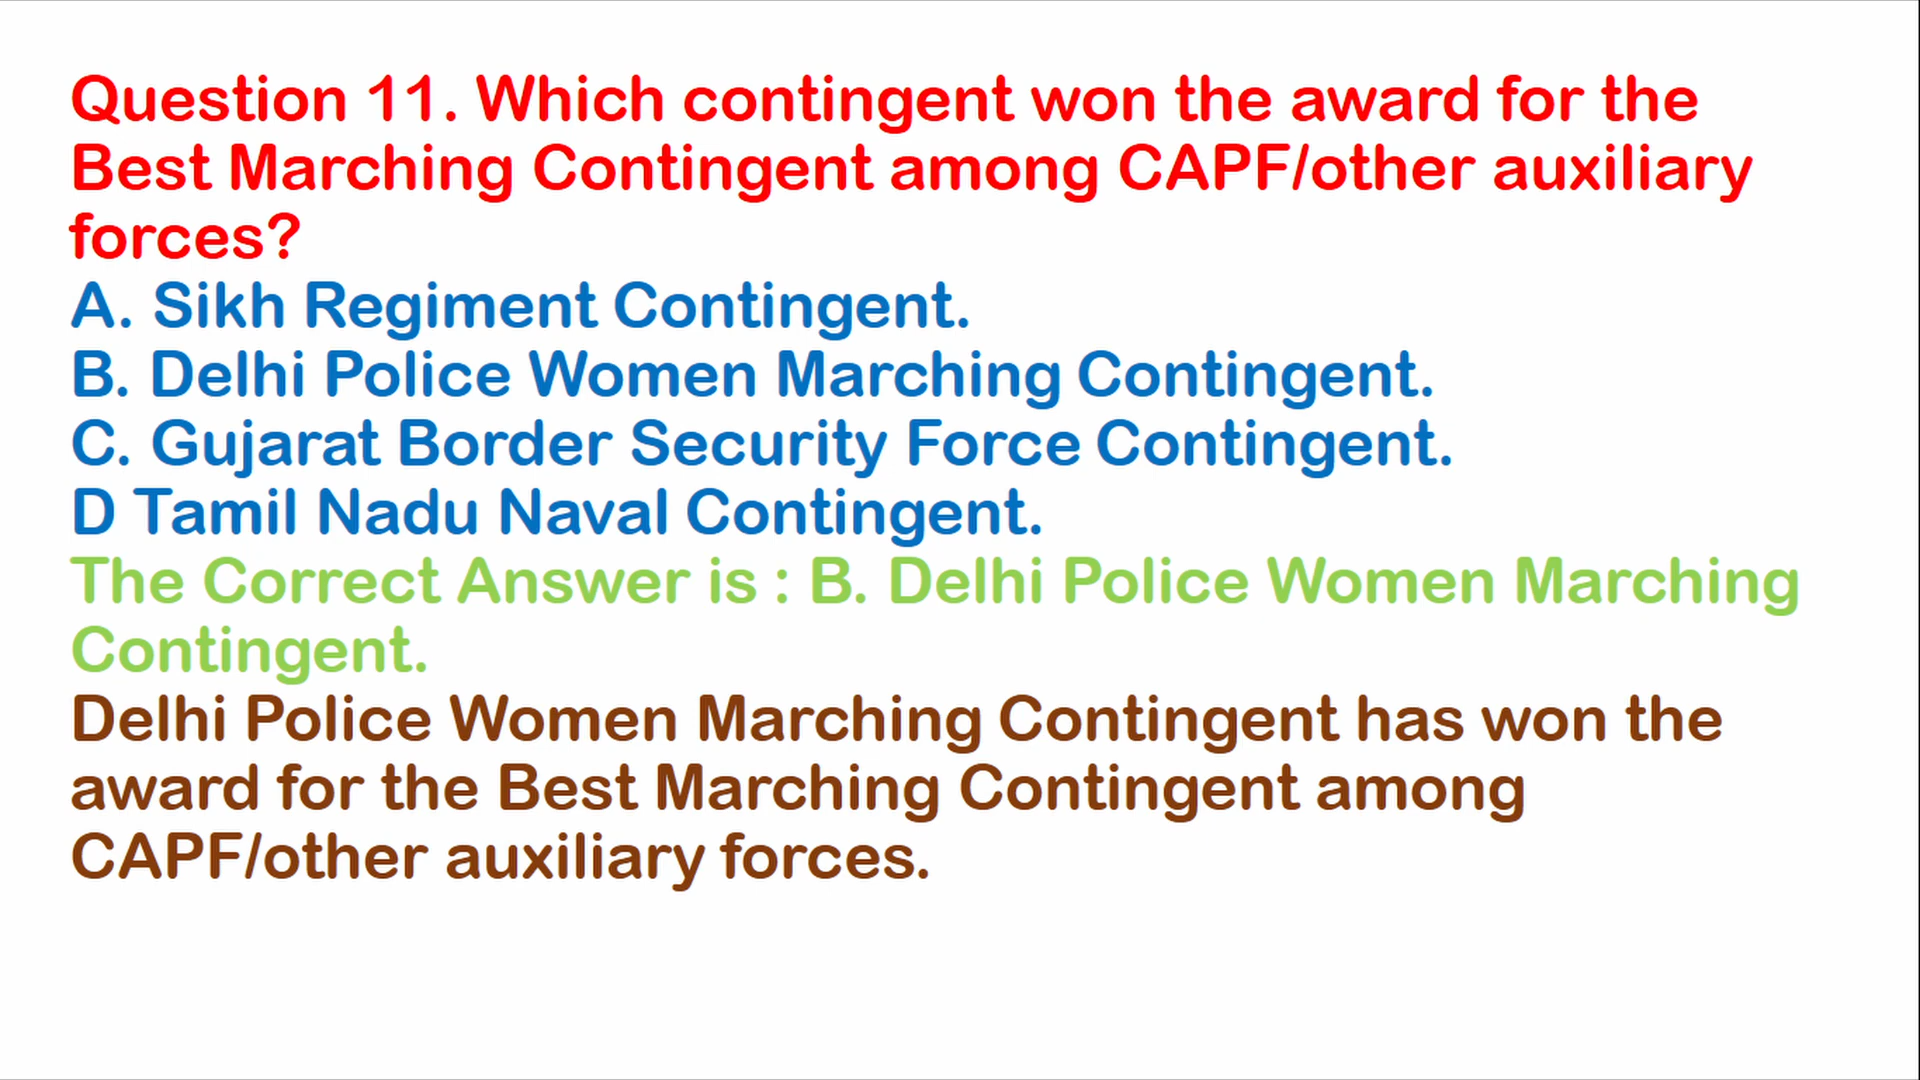 Question 11. Which contingent won the award for the
Best Marching Contingent among CAPF/other auxiliary
forces?
A. Sikh Regiment Contingent.
B. Delhi Police Women Marching Contingent.
C. Gujarat Border Security Force Contingent.
D Tamil Nadu Naval Contingent.
The Correct Answer is : B. Delhi Police Women Marching
Contingent.
Delhi Police Women Marching Contingent has won the
award for the Best Marching Contingent among
CAPF/other auxiliary forces.